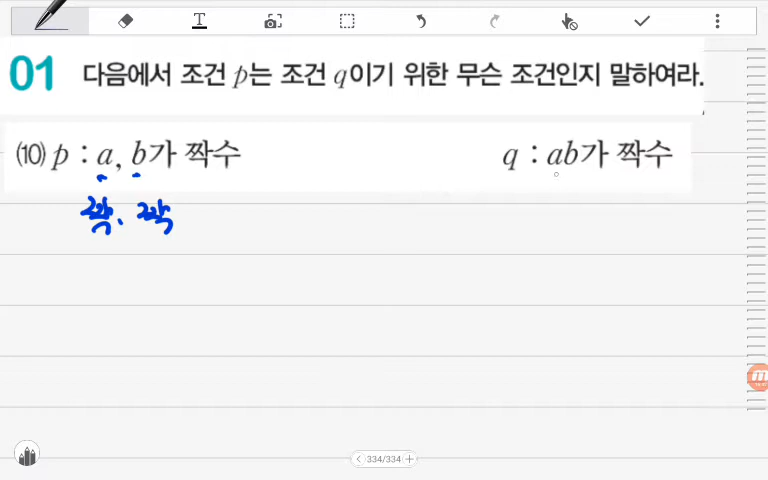 T
01 다음에서 조건 p는 조건 q이기 위한 무슨 조건인지 말하여라.
(10) p : a, b가 짝수 q : ab가 짝수
짝, 짝
334/334